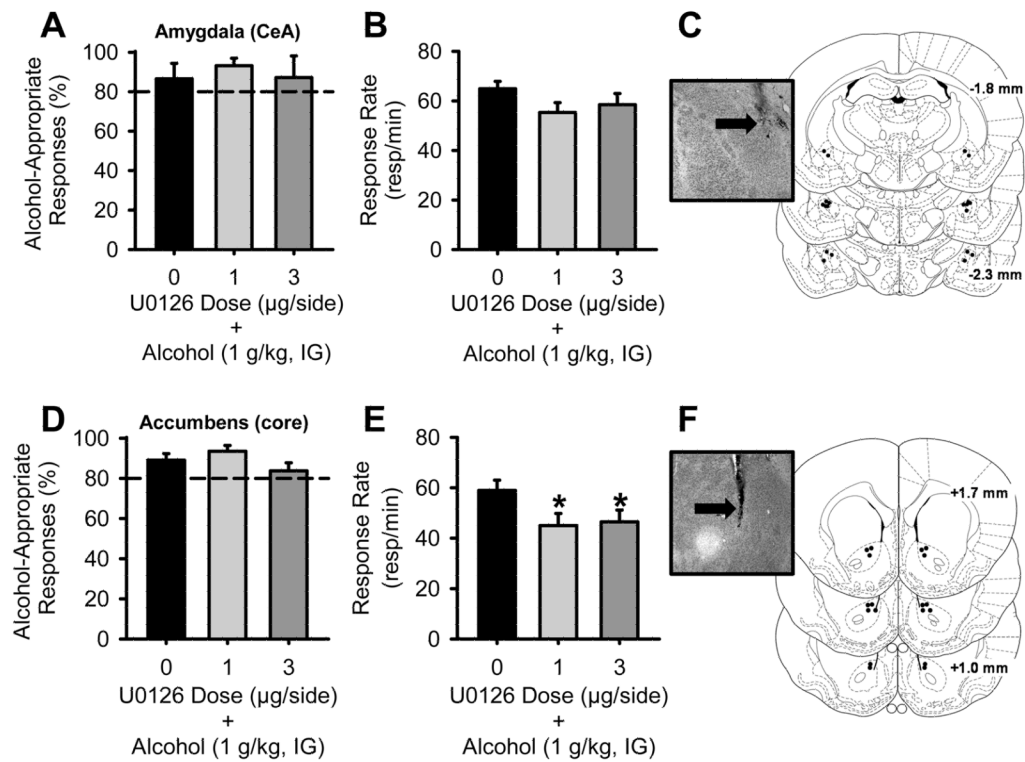 A
Amygdala (CeA)
Alcohol-Appropriate
Responses (%)
100
80
60
40
20
0
0 1 3
U0126 Dose (µg/side)
+
Alcohol (1 g/kg, IG)
B
Response Rate
(resp/min)
80
60
40
20
0
0 1 3
U0126 Dose (µg/side)
+
Alcohol (1 g/kg, IG)
C
-1.8 mm
-2.3 mm
D
Accumbens (core)
Alcohol-Appropriate
Responses (%)
100
80
60
40
20
0
0 1 3
U0126 Dose (µg/side)
+
Alcohol (1 g/kg, IG)
E
Response Rate
(resp/min)
80
60
40
20
0
* *
0 1 3
U0126 Dose (µg/side)
+
Alcohol (1 g/kg, IG)
F
+1.7 mm
+1.0 mm